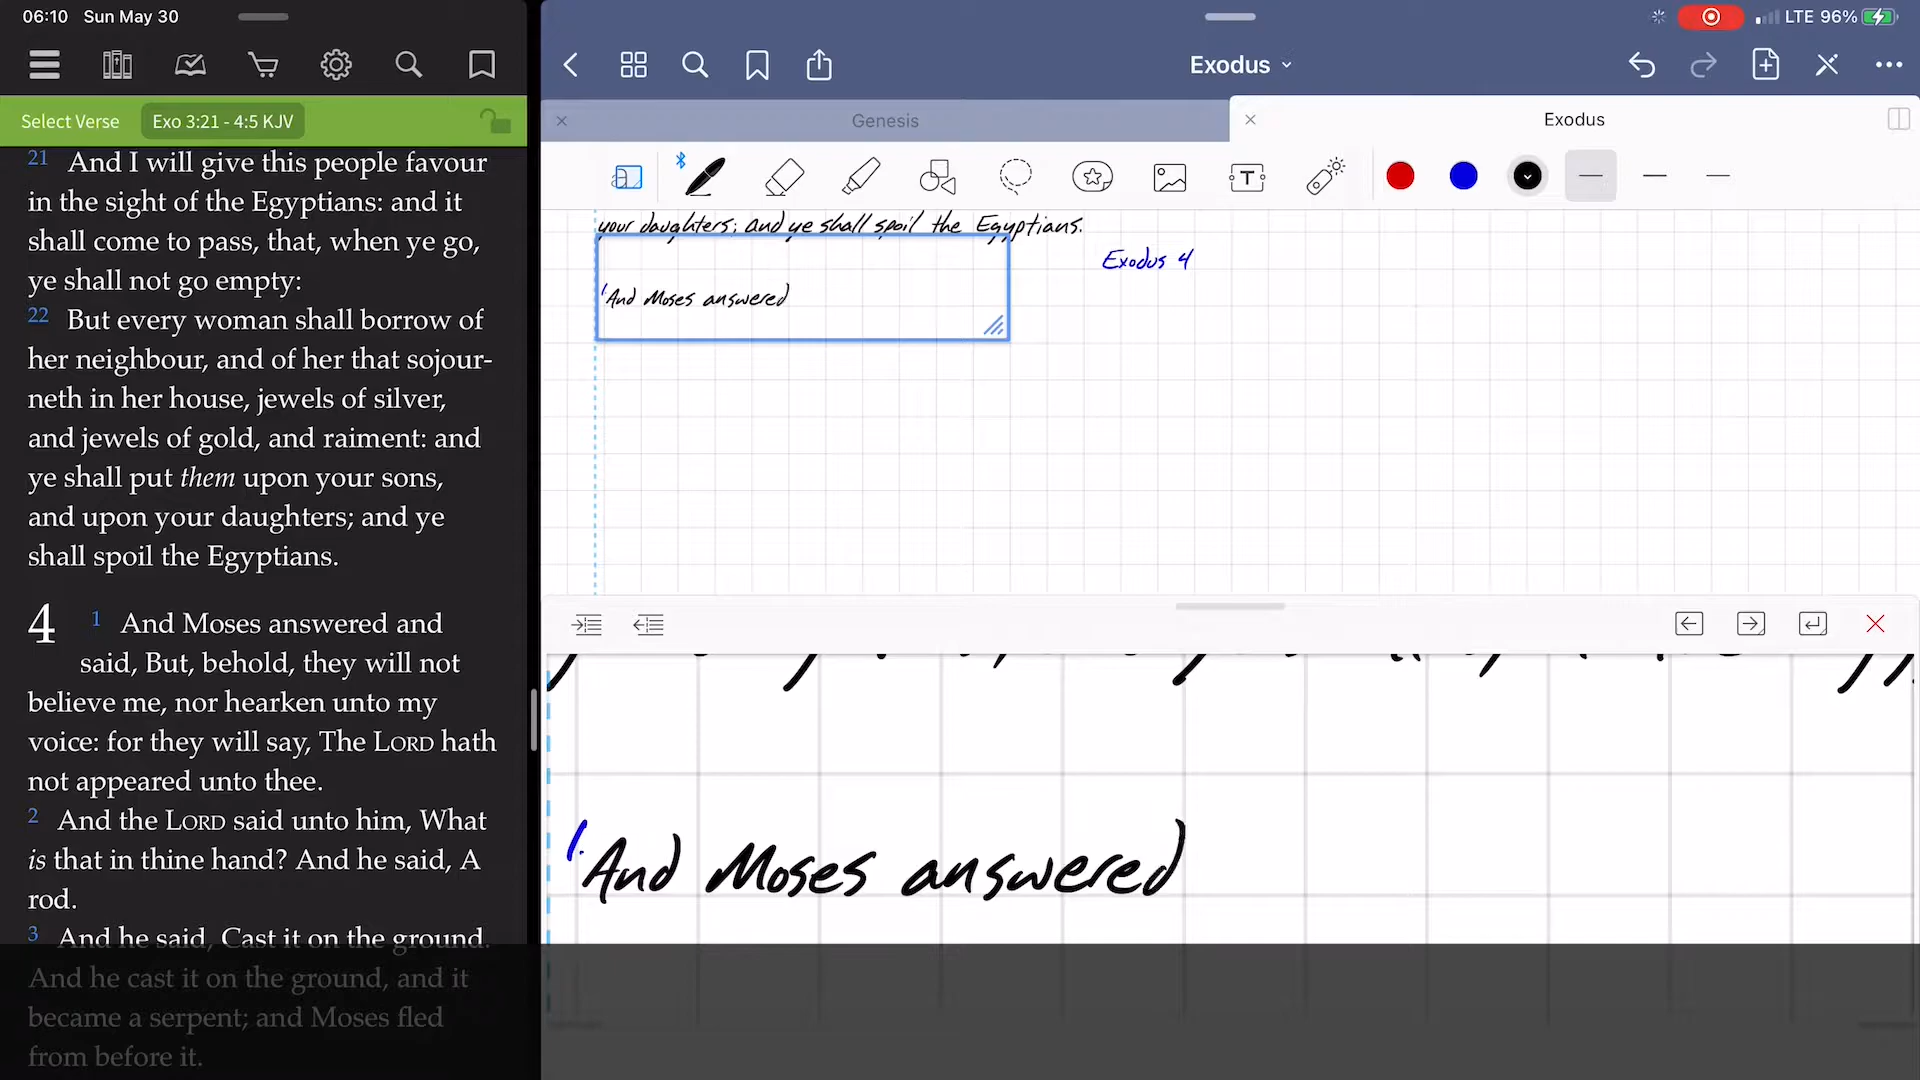 06:10 Sun May 30
Select Verse Exo 3:21 - 4:5 KJV
21 And I will give this people favour
in the sight of the Egyptians: and it
shall come to pass, that, when ye go,
ye shall not go empty:
22 But every woman shall borrow of
her neighbour, and of her that sojour-
neth in her house, jewels of silver,
and jewels of gold, and raiment: and
ye shall put them upon your sons,
and upon your daughters; and ye
shall spoil the Egyptians.
4 1 And Moses answered and
said, But, behold, they will not
believe me, nor hearken unto my
voice: for they will say, The LORD hath
not appeared unto thee.
2 And the LORD said unto him, What
is that in thine hand? And he said, A
rod.
3 And he said, Cast it on the ground.
And he cast it on the ground, and it
became a serpent; and Moses fled
from before it.
LTE 96%
Exodus
Genesis
Exodus
your daughters; and ye shall spoil the Egyptians.
Exodus 4
1 And Moses answered
1 And Moses answered